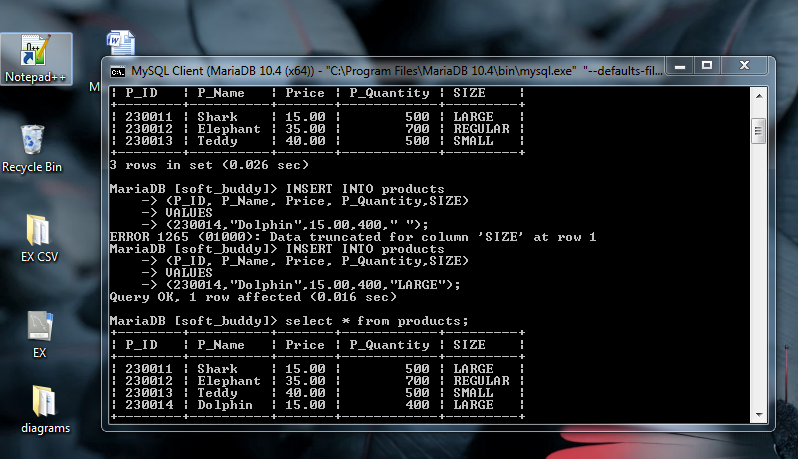 Notepad++
M
Recycle Bin
EX CSV
EX
diagrams
MySQL Client (MariaDB 10.4 (x64)) - "C:\Program Files\MariaDB 10.4\bin\mysql.exe" "--defaults-fil...
| P_ID | P_Name | Price | P_Quantity | SIZE |
+--------+----------+-------+------------+---------+
| 230011 | Shark | 15.00 | 500 | LARGE |
| 230012 | Elephant | 35.00 | 700 | REGULAR |
| 230013 | Teddy | 40.00 | 500 | SMALL |
+--------+----------+-------+------------+---------+
3 rows in set (0.026 sec)
MariaDB [soft_buddy]> INSERT INTO products
-> (P_ID, P_Name, Price, P_Quantity,SIZE)
-> VALUES
-> (230014,"Dolphin",15.00,400," ");
ERROR 1265 (01000): Data truncated for column 'SIZE' at row 1
MariaDB [soft_buddy]> INSERT INTO products
-> (P_ID, P_Name, Price, P_Quantity,SIZE)
-> VALUES
-> (230014,"Dolphin",15.00,400,"LARGE");
Query OK, 1 row affected (0.016 sec)
MariaDB [soft_buddy]> select * from products;
+--------+----------+-------+------------+---------+
| P_ID | P_Name | Price | P_Quantity | SIZE |
+--------+----------+-------+------------+---------+
| 230011 | Shark | 15.00 | 500 | LARGE |
| 230012 | Elephant | 35.00 | 700 | REGULAR |
| 230013 | Teddy | 40.00 | 500 | SMALL |
| 230014 | Dolphin | 15.00 | 400 | LARGE |
+--------+----------+-------+------------+---------+